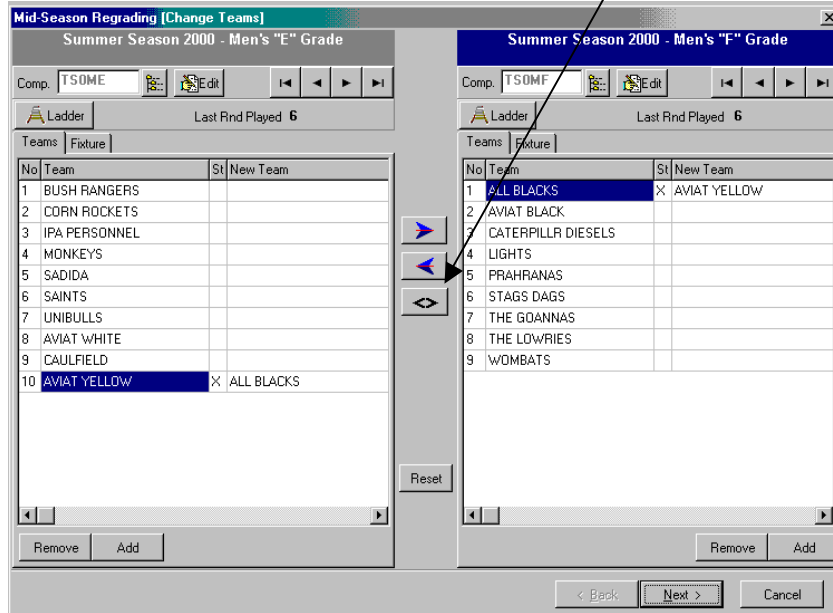 Mid-Season Regrading [Change Teams]
Summer Season 2000 - Men's "E" Grade
Comp. TSOME Edit
Ladder Last Rnd Played 6
Teams Fixture
No Team St New Team
1 BUSH RANGERS
2 CORN ROCKETS
3 IPA PERSONNEL
4 MONKEYS
5 SADIDA
6 SAINTS
7 UNIBULLS
8 AVIAT WHITE
9 CAULFIELD
10 AVIAT YELLOW X ALL BLACKS
Remove Add
<>
Reset
Summer Season 2000 - Men's "F" Grade
Comp. TSOMF Edit
Ladder Last Rnd Played 6
Teams Fixture
No Team St New Team
1 ALL BLACKS X AVIAT YELLOW
2 AVIAT BLACK
3 CATERPILLR DIESELS
4 LIGHTS
5 PRAHRANAS
6 STAGS DAGS
7 THE GOANNAS
8 THE LOWRIES
9 WOMBATS
Remove Add
< Back Next > Cancel